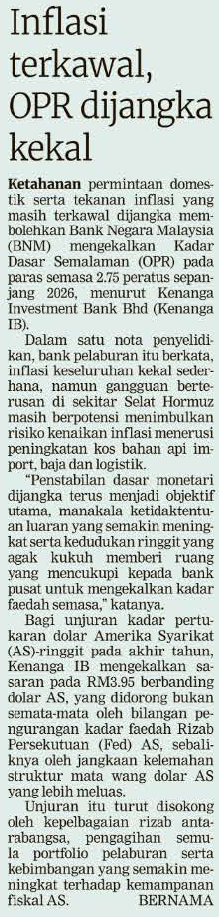 Inflasi
terkawal,
OPR dijangka
kekal
Ketahanan permintaan domes-
tik serta tekanan inflasi yang
masih terkawal dijangka mem-
bolehkan Bank Negara Malaysia
(BNM) mengekalkan Kadar
Dasar Semalaman (OPR) pada
paras semasa 2.75 peratus sepan-
jang 2026, menurut Kenanga
Investment Bank Bhd (Kenanga
IB).
Dalam satu nota penyelidi-
kan, bank pelaburan itu berkata,
inflasi keseluruhan kekal seder-
hana, namun gangguan berte-
rusan di sekitar Selat Hormuz
masih berpotensi menimbulkan
risiko kenaikan inflasi menerusi
peningkatan kos bahan api im-
port, baja dan logistik.
"Penstabilan dasar monetari
dijangka terus menjadi objektif
utama, manakala ketidaktentu-
an luaran yang semakin mening-
kat serta kedudukan ringgit yang
agak kukuh memberi ruang
yang mencukupi kepada bank
pusat untuk mengekalkan kadar
faedah semasa," katanya.
Bagi unjuran kadar pertu-
karan dolar Amerika Syarikat
(AS)-ringgit pada akhir tahun,
Kenanga IB mengekalkan sa-
saran pada RM3.95 berbanding
dolar AS, yang didorong bukan
semata-mata oleh bilangan pe-
ngurangan kadar faedah Rizab
Persekutuan (Fed) AS, sebali-
knya oleh jangkaan kelemahan
struktur mata wang dolar AS
yang lebih meluas.
Unjuran itu turut disokong
oleh kepelbagaian rizab anta-
rabangsa, pengagihan semu-
la portfolio pelaburan serta
kebimbangan yang semakin me-
ningkat terhadap kemampanan
fiskal AS. BERNAMA